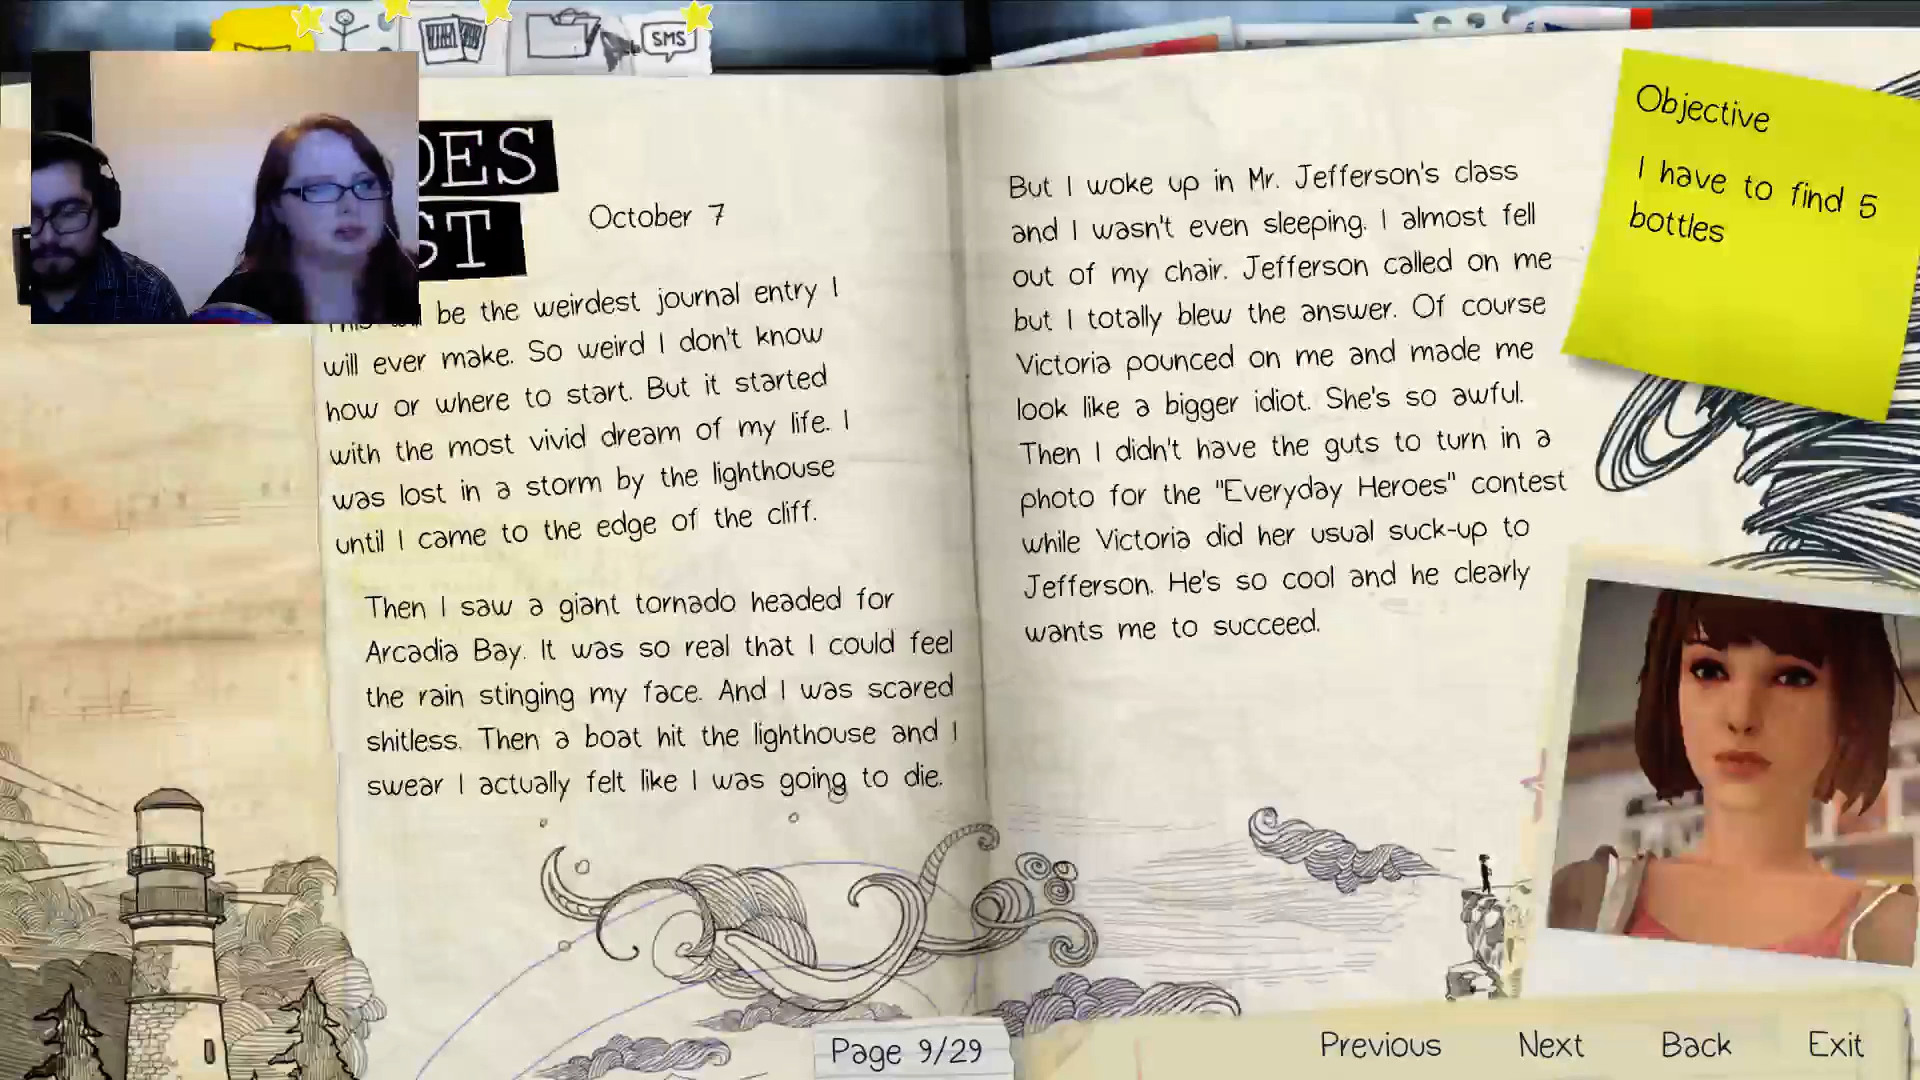 SMS
Objective
I have to find 5
bottles
October 7
be the weirdest journal entry I
will ever make. So weird I don't know
how or where to start. But it started
with the most vivid dream of my life. I
was lost in a storm by the lighthouse
until I came to the edge of the cliff.
Then I saw a giant tornado headed for
Arcadia Bay. It was so real that I could feel
the rain stinging my face. And I was scared
shitless. Then a boat hit the lighthouse and I
swear I actually felt like I was going to die.
But I woke up in Mr. Jefferson's class
and I wasn't even sleeping. I almost fell
out of my chair. Jefferson called on me
but I totally blew the answer. Of course
Victoria pounced on me and made me
look like a bigger idiot. She's so awful.
Then I didn't have the guts to turn in a
photo for the "Everyday Heroes" contest
while Victoria did her usual suck-up to
Jefferson. He's so cool and he clearly
wants me to succeed.
Page 9/29
Previous Next Back Exit